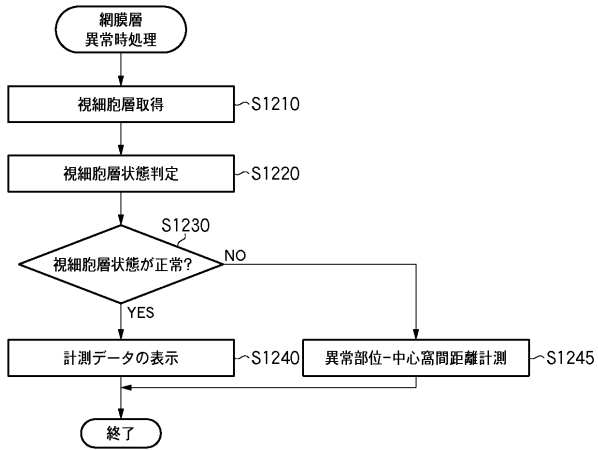 網膜層
異常時処理
視細胞層取得
S1210
視細胞層状態判定
S1220
S1230
視細胞層状態が正常?
NO
YES
計測データの表示
S1240
異常部位−中心窩間距離計測
S1245
終了